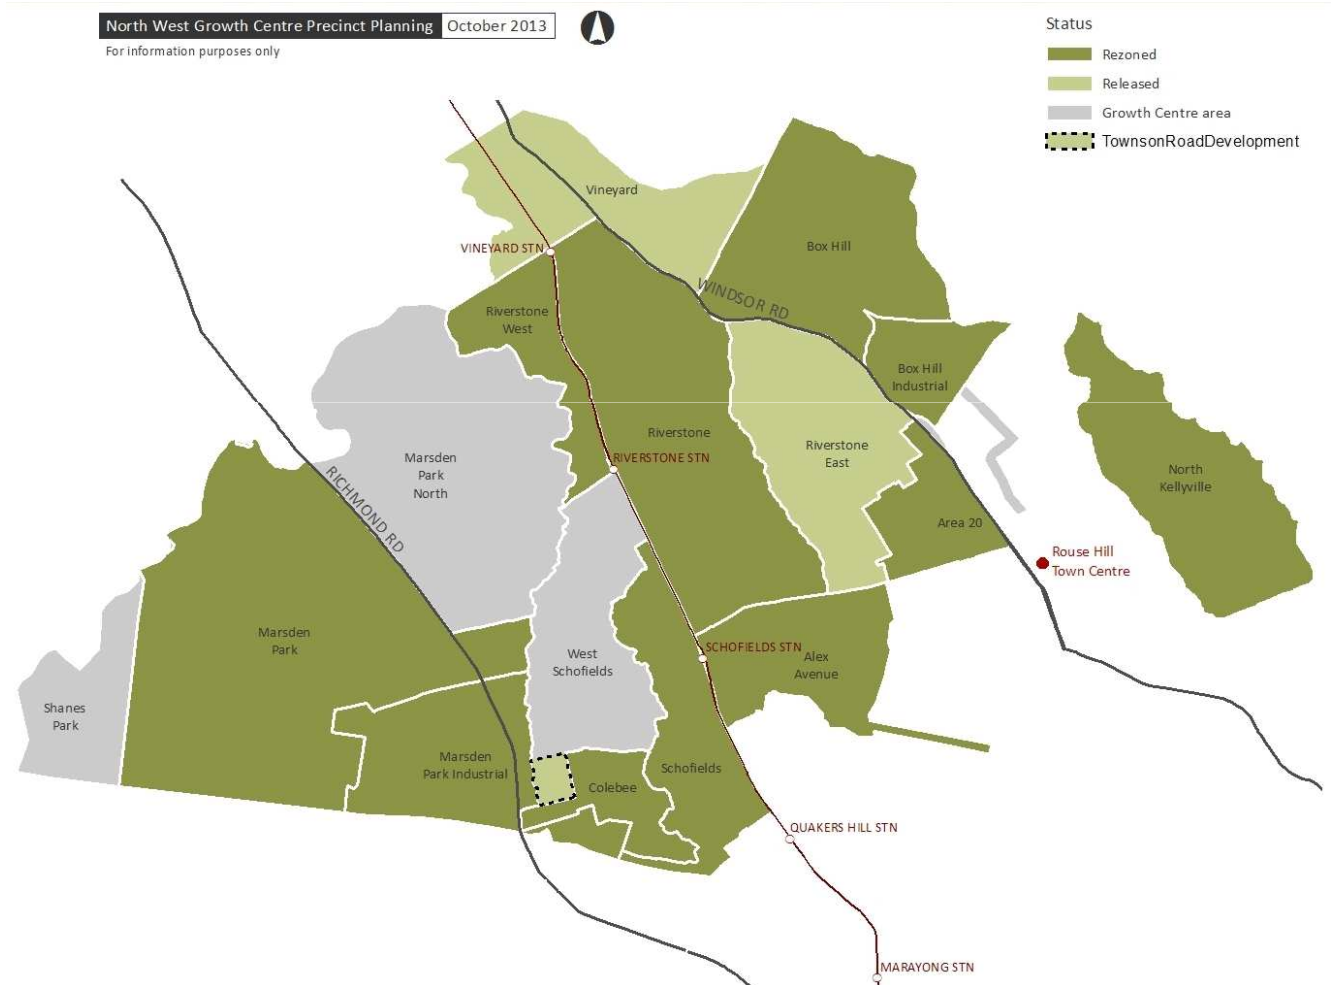 North West Growth Centre Precinct Planning October 2013
For information purposes only
Status
Rezoned
Released
Growth Centre area
TownsonRoadDevelopment
Vineyard
VINEYARD STN
Box Hill
WINDSOR RD
Riverstone
West
Box Hill
Industrial
Riverstone
RIVERSTONE STN
Riverstone
East
Marsden
Park
North
North
Kellyville
RICHMOND RD
Area 20
Rouse Hill
Town Centre
Marsden
Park
West
Schofields
SCHOFIELDS STN
Alex
Avenue
Shanes
Park
Marsden
Park Industrial
Colebee
Schofields
QUAKERS HILL STN
MARAYONG STN